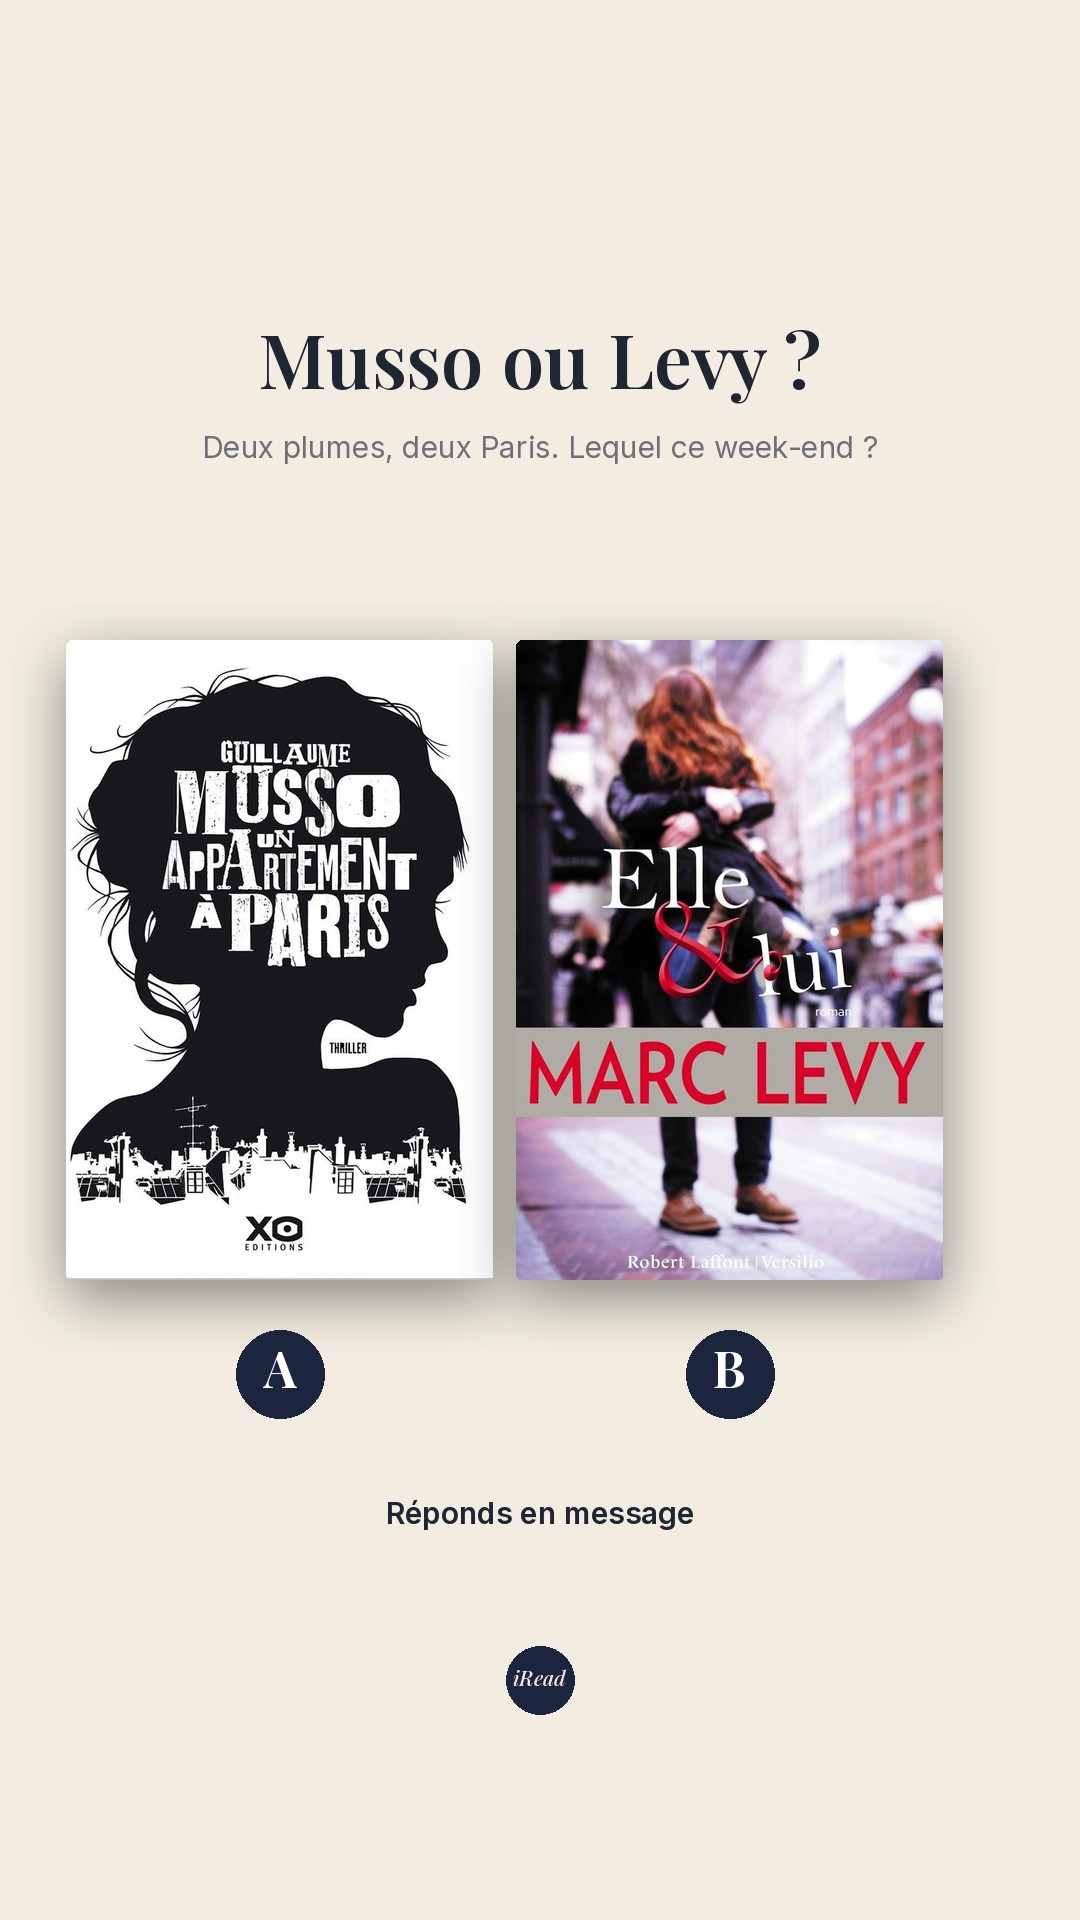 Musso ou Levy ?
Deux plumes, deux Paris. Lequel ce week-end ?
GUILLAUME
MUSSO
UN
APPARTEMENT
À PARIS
THRILLER
XO
EDITIONS
Elle
&
lui
roman
MARC LEVY
Robert Laffont | Versilio
A
B
Réponds en message
iRead